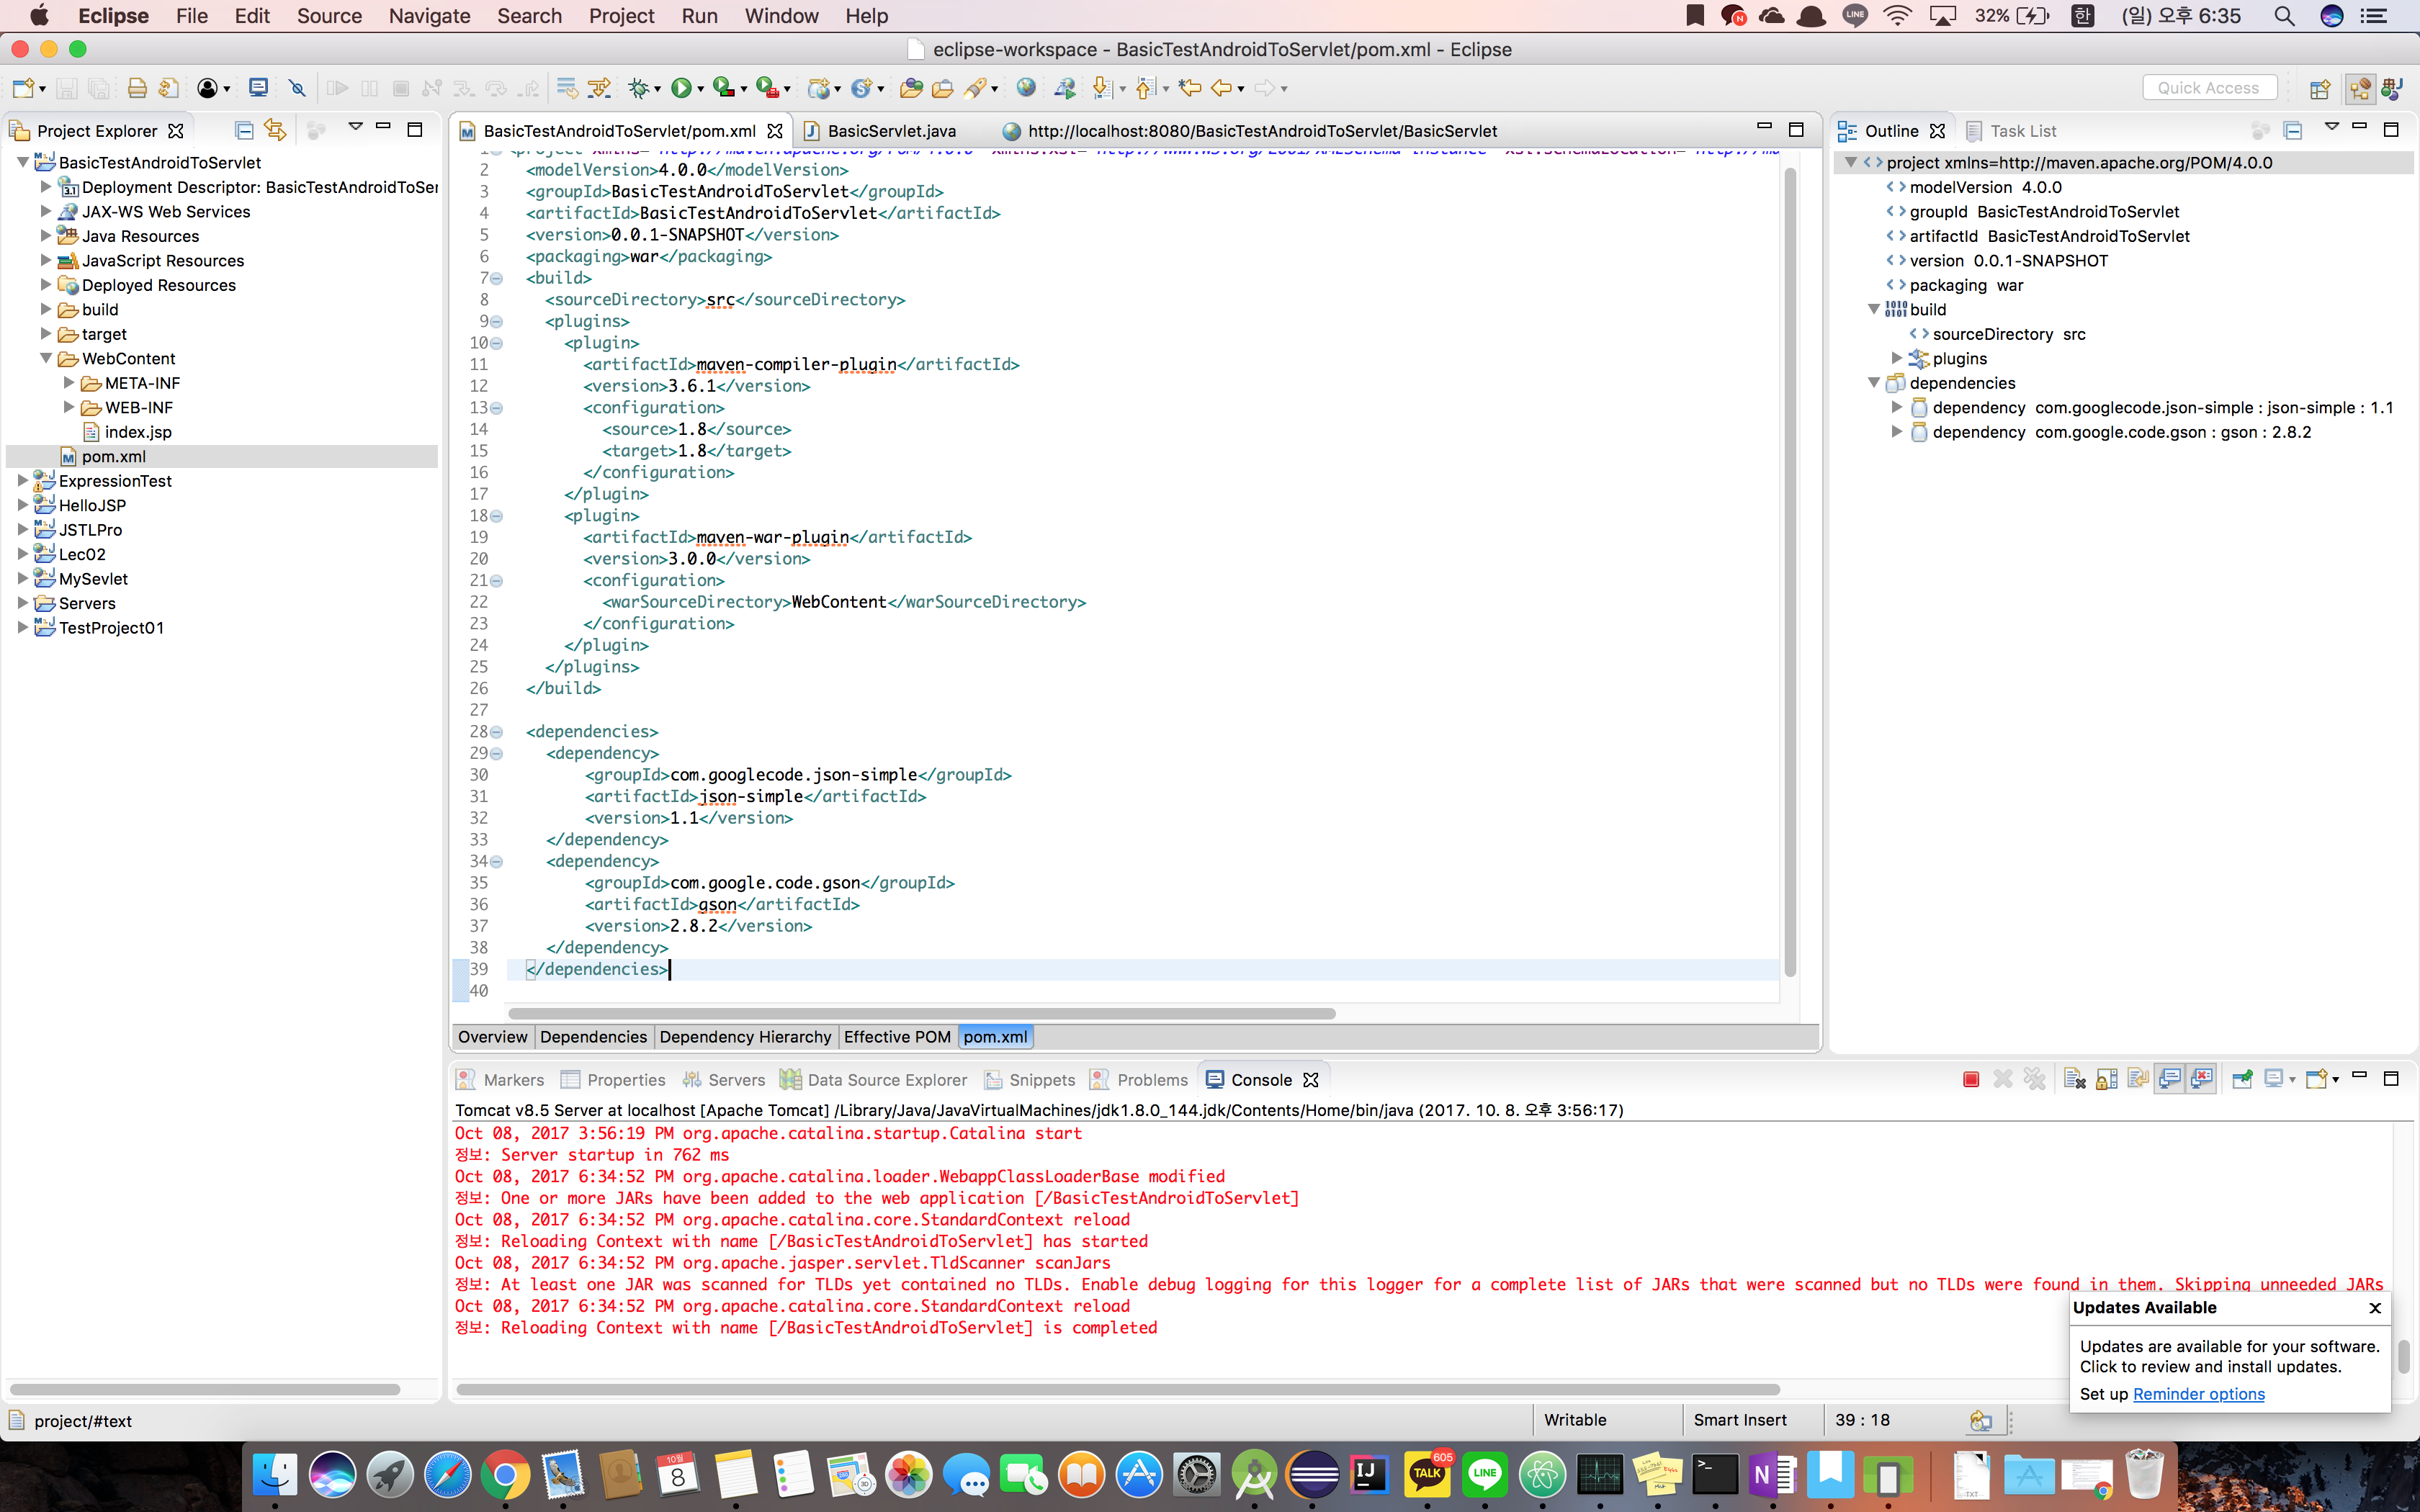 Eclipse File Edit Source Navigate Search Project Run Window Help
N LINE 32% 한 (일) 오후 6:35
eclipse-workspace - BasicTestAndroidToServlet/pom.xml - Eclipse
Quick Access
Project Explorer
BasicTestAndroidToServlet
3.1 Deployment Descriptor: BasicTestAndroidToSer
JAX-WS Web Services
Java Resources
JavaScript Resources
Deployed Resources
build
target
WebContent
META-INF
WEB-INF
index.jsp
pom.xml
ExpressionTest
HelloJSP
JSTLPro
Lec02
MySevlet
Servers
TestProject01
BasicTestAndroidToServlet/pom.xml BasicServlet.java http://localhost:8080/BasicTestAndroidToServlet/BasicServlet
2 <modelVersion>4.0.0</modelVersion>
3 <groupId>BasicTestAndroidToServlet</groupId>
4 <artifactId>BasicTestAndroidToServlet</artifactId>
5 <version>0.0.1-SNAPSHOT</version>
6 <packaging>war</packaging>
7 <build>
8 <sourceDirectory>src</sourceDirectory>
9 <plugins>
10 <plugin>
11 <artifactId>maven-compiler-plugin</artifactId>
12 <version>3.6.1</version>
13 <configuration>
14 <source>1.8</source>
15 <target>1.8</target>
16 </configuration>
17 </plugin>
18 <plugin>
19 <artifactId>maven-war-plugin</artifactId>
20 <version>3.0.0</version>
21 <configuration>
22 <warSourceDirectory>WebContent</warSourceDirectory>
23 </configuration>
24 </plugin>
25 </plugins>
26 </build>
27
28 <dependencies>
29 <dependency>
30 <groupId>com.googlecode.json-simple</groupId>
31 <artifactId>json-simple</artifactId>
32 <version>1.1</version>
33 </dependency>
34 <dependency>
35 <groupId>com.google.code.gson</groupId>
36 <artifactId>gson</artifactId>
37 <version>2.8.2</version>
38 </dependency>
39 </dependencies>
40
Overview Dependencies Dependency Hierarchy Effective POM pom.xml
Outline Task List
project xmlns=http://maven.apache.org/POM/4.0.0
modelVersion 4.0.0
groupId BasicTestAndroidToServlet
artifactId BasicTestAndroidToServlet
version 0.0.1-SNAPSHOT
packaging war
build
sourceDirectory src
plugins
dependencies
dependency com.googlecode.json-simple : json-simple : 1.1
dependency com.google.code.gson : gson : 2.8.2
Markers Properties Servers Data Source Explorer Snippets Problems Console
Tomcat v8.5 Server at localhost [Apache Tomcat] /Library/Java/JavaVirtualMachines/jdk1.8.0_144.jdk/Contents/Home/bin/java (2017. 10. 8. 오후 3:56:17)
Oct 08, 2017 3:56:19 PM org.apache.catalina.startup.Catalina start
정보: Server startup in 762 ms
Oct 08, 2017 6:34:52 PM org.apache.catalina.loader.WebappClassLoaderBase modified
정보: One or more JARs have been added to the web application [/BasicTestAndroidToServlet]
Oct 08, 2017 6:34:52 PM org.apache.catalina.core.StandardContext reload
정보: Reloading Context with name [/BasicTestAndroidToServlet] has started
Oct 08, 2017 6:34:52 PM org.apache.jasper.servlet.TldScanner scanJars
정보: At least one JAR was scanned for TLDs yet contained no TLDs. Enable debug logging for this logger for a complete list of JARs that were scanned but no TLDs were found in them. Skipping unneeded JARs
Oct 08, 2017 6:34:52 PM org.apache.catalina.core.StandardContext reload
정보: Reloading Context with name [/BasicTestAndroidToServlet] is completed
Updates Available
Updates are available for your software.
Click to review and install updates.
Set up Reminder options
project/#text Writable Smart Insert 39 : 18
10월 8 IJ TALK 605 LINE N TXT